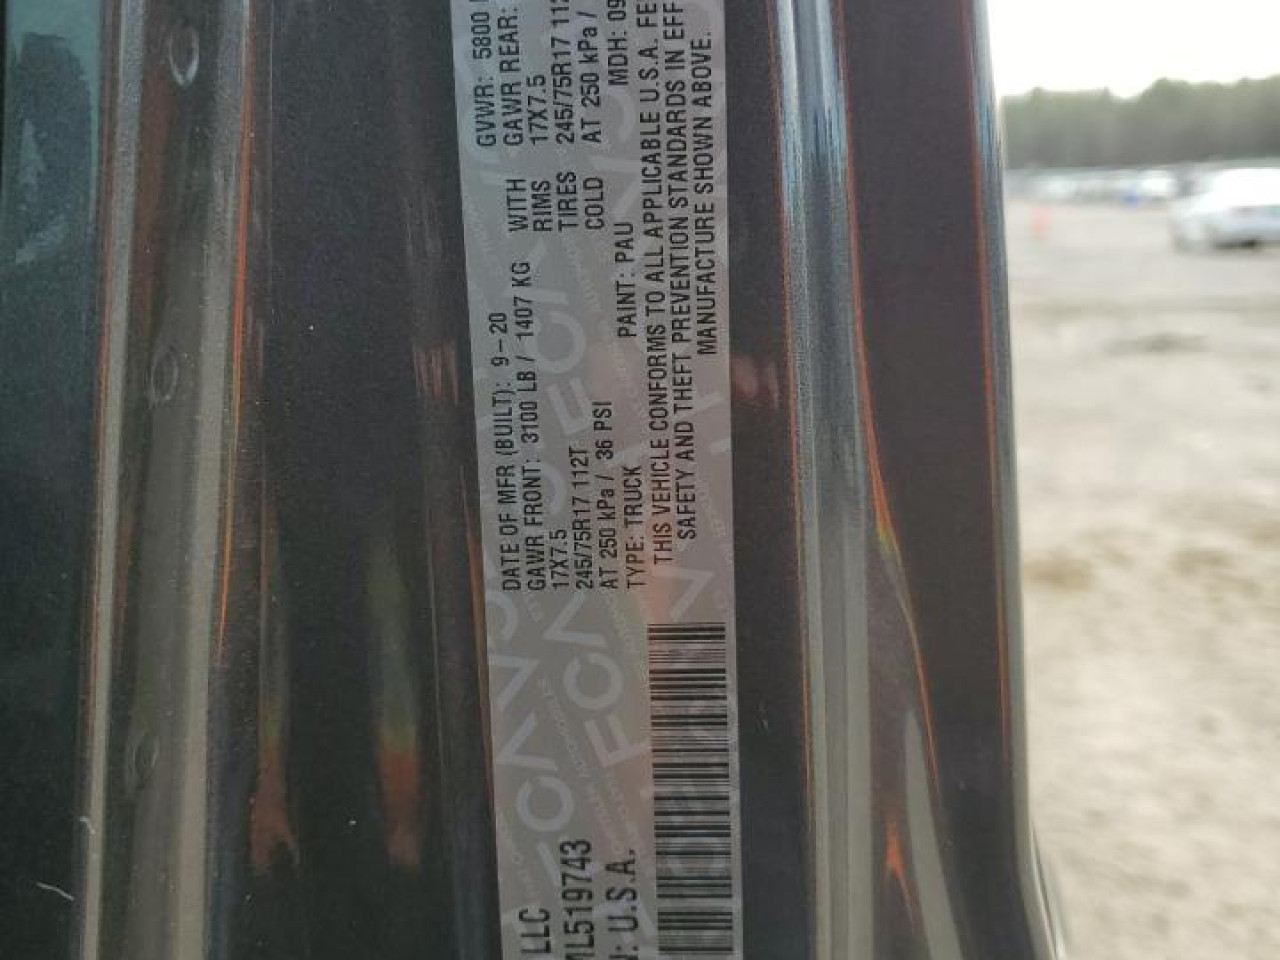 LLC
ML519743
: U.S.A.
DATE OF MFR (BUILT): 9-20 GVWR: 5800
GAWR FRONT: 3100 LB / 1407 KG WITH GAWR REAR:
17X7.5 RIMS 17X7.5
245/75R17 112T TIRES 245/75R17 112
AT 250 kPa / 36 PSI COLD AT 250 kPa /
TYPE: TRUCK PAINT: PAU MDH: 09
THIS VEHICLE CONFORMS TO ALL APPLICABLE U.S.A. FE
SAFETY AND THEFT PREVENTION STANDARDS IN EFF
MANUFACTURE SHOWN ABOVE.